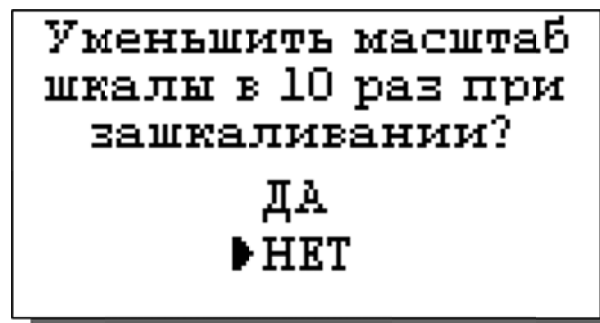 Уменьшить масштаб
шкалы в 10 раз при
зашкаливании?
ДА
НЕТ